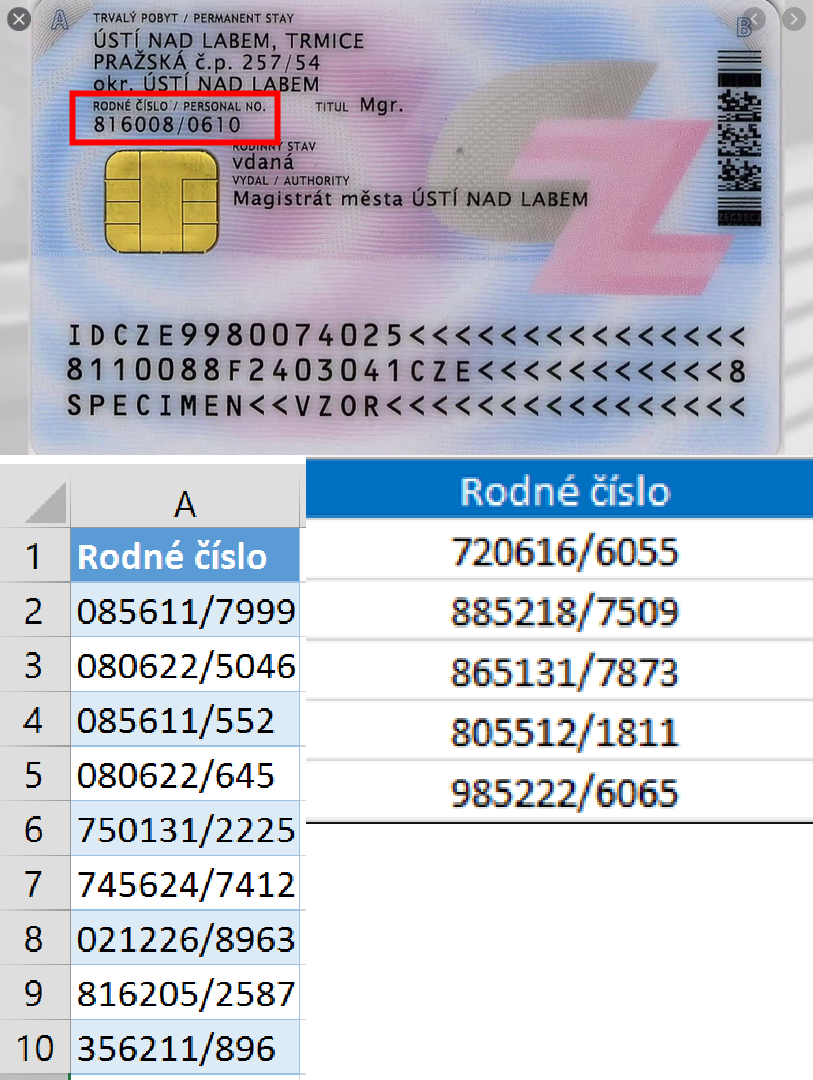 A
TRVALÝ POBYT / PERMANENT STAY
B
ÚSTÍ NAD LABEM, TRMICE
PRAŽSKÁ č.p. 257/54
okr. ÚSTÍ NAD LABEM
RODNÉ ČÍSLO / PERSONAL NO.
TITUL Mgr.
816008/0610
RODINNÝ STAV
vdaná
VYDAL / AUTHORITY
Magistrát města ÚSTÍ NAD LABEM
CZ
IDCZE9980074025<<<<<<<<<<<<<<<
8110088F2403041CZE<<<<<<<<<<<8
SPECIMEN<<VZOR<<<<<<<<<<<<<<<<
A
1 Rodné číslo
2 085611/7999
3 080622/5046
4 085611/552
5 080622/645
6 750131/2225
7 745624/7412
8 021226/8963
9 816205/2587
10 356211/896
Rodné číslo
720616/6055
885218/7509
865131/7873
805512/1811
985222/6065